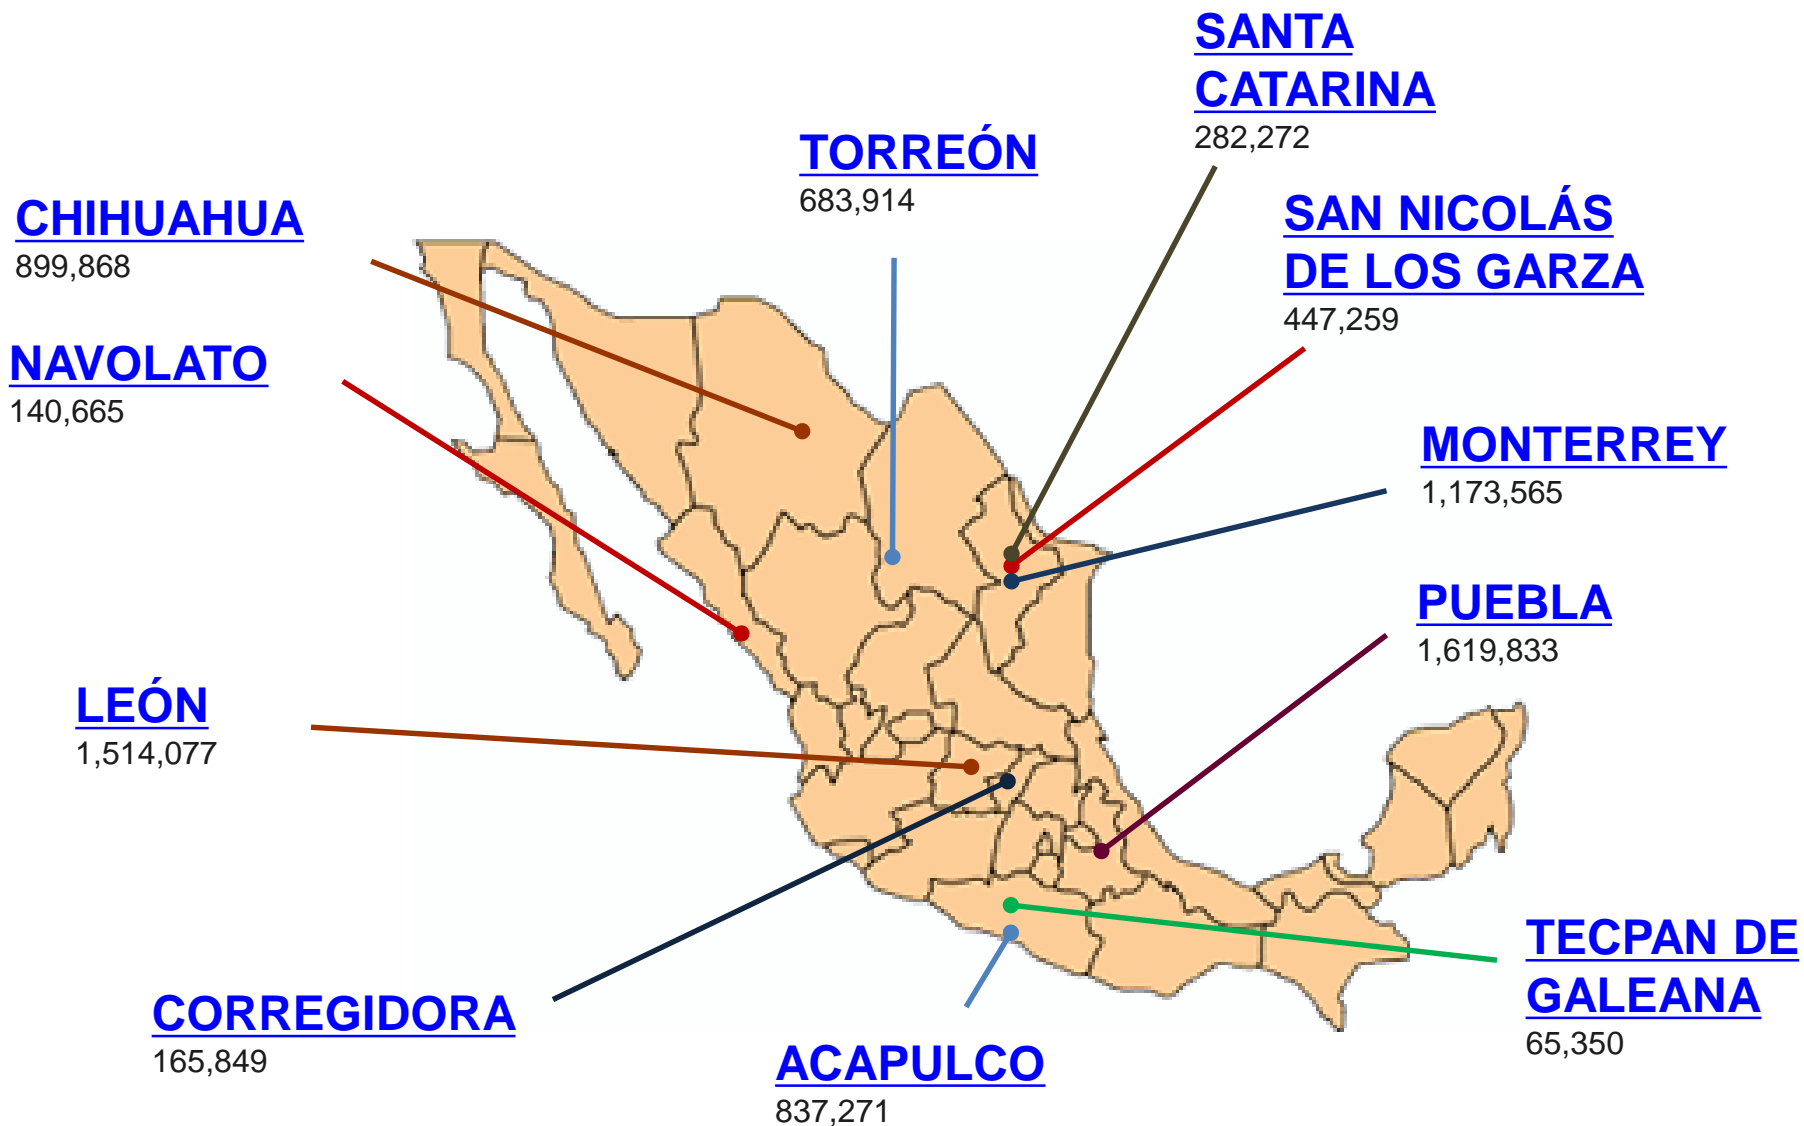 SANTA
CATARINA
282,272
TORREÓN
683,914
CHIHUAHUA
899,868
SAN NICOLÁS
DE LOS GARZA
447,259
NAVOLATO
140,665
MONTERREY
1,173,565
PUEBLA
1,619,833
LEÓN
1,514,077
TECPAN DE
GALEANA
65,350
CORREGIDORA
165,849
ACAPULCO
837,271